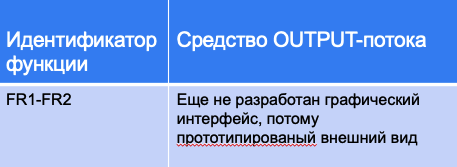 Идентификатор
функции
Средство OUTPUT-потока
FR1-FR2
Еще не разработан графический
интерфейс, потому
прототипированый внешний вид